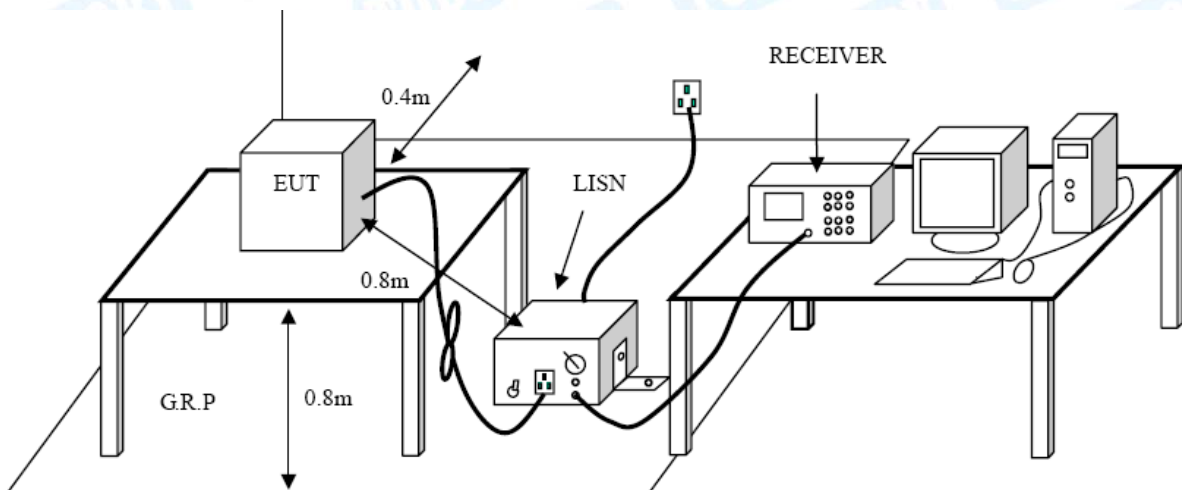 RECEIVER
0.4m
EUT
LISN
0.8m
G.R.P
0.8m